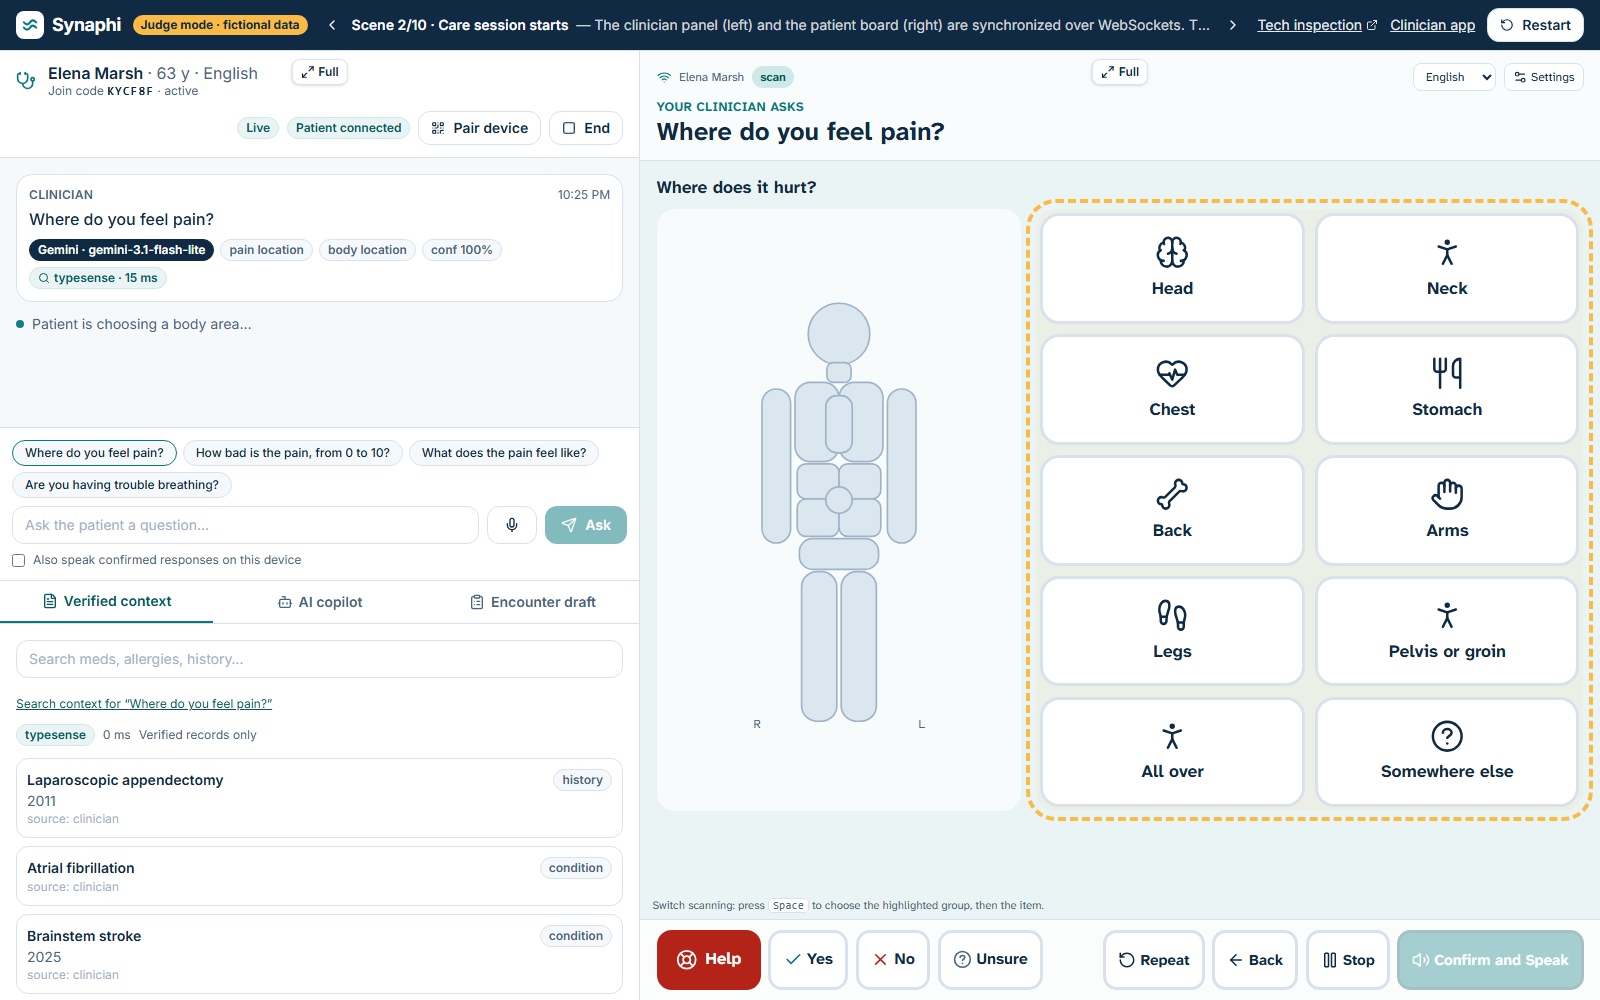 Synaphi
Judge mode · fictional data
Scene 2/10 · Care session starts — The clinician panel (left) and the patient board (right) are synchronized over WebSockets. T...
Tech inspection
Clinician app
Restart
Elena Marsh · 63 y · English
Join code KYCF8F · active
Full
Live
Patient connected
Pair device
End
CLINICIAN
10:25 PM
Where do you feel pain?
Gemini · gemini-3.1-flash-lite
pain location
body location
conf 100%
typesense · 15 ms
Patient is choosing a body area...
Where do you feel pain?
How bad is the pain, from 0 to 10?
What does the pain feel like?
Are you having trouble breathing?
Ask the patient a question...
Ask
Also speak confirmed responses on this device
Verified context
AI copilot
Encounter draft
Search meds, allergies, history...
Search context for “Where do you feel pain?”
typesense
0 ms
Verified records only
Laparoscopic appendectomy
history
2011
source: clinician
Atrial fibrillation
condition
source: clinician
Brainstem stroke
condition
2025
source: clinician
Elena Marsh
scan
Full
English
Settings
YOUR CLINICIAN ASKS
Where do you feel pain?
Where does it hurt?
R
L
Head
Neck
Chest
Stomach
Back
Arms
Legs
Pelvis or groin
All over
Somewhere else
Switch scanning: press Space to choose the highlighted group, then the item.
Help
Yes
No
Unsure
Repeat
Back
Stop
Confirm and Speak